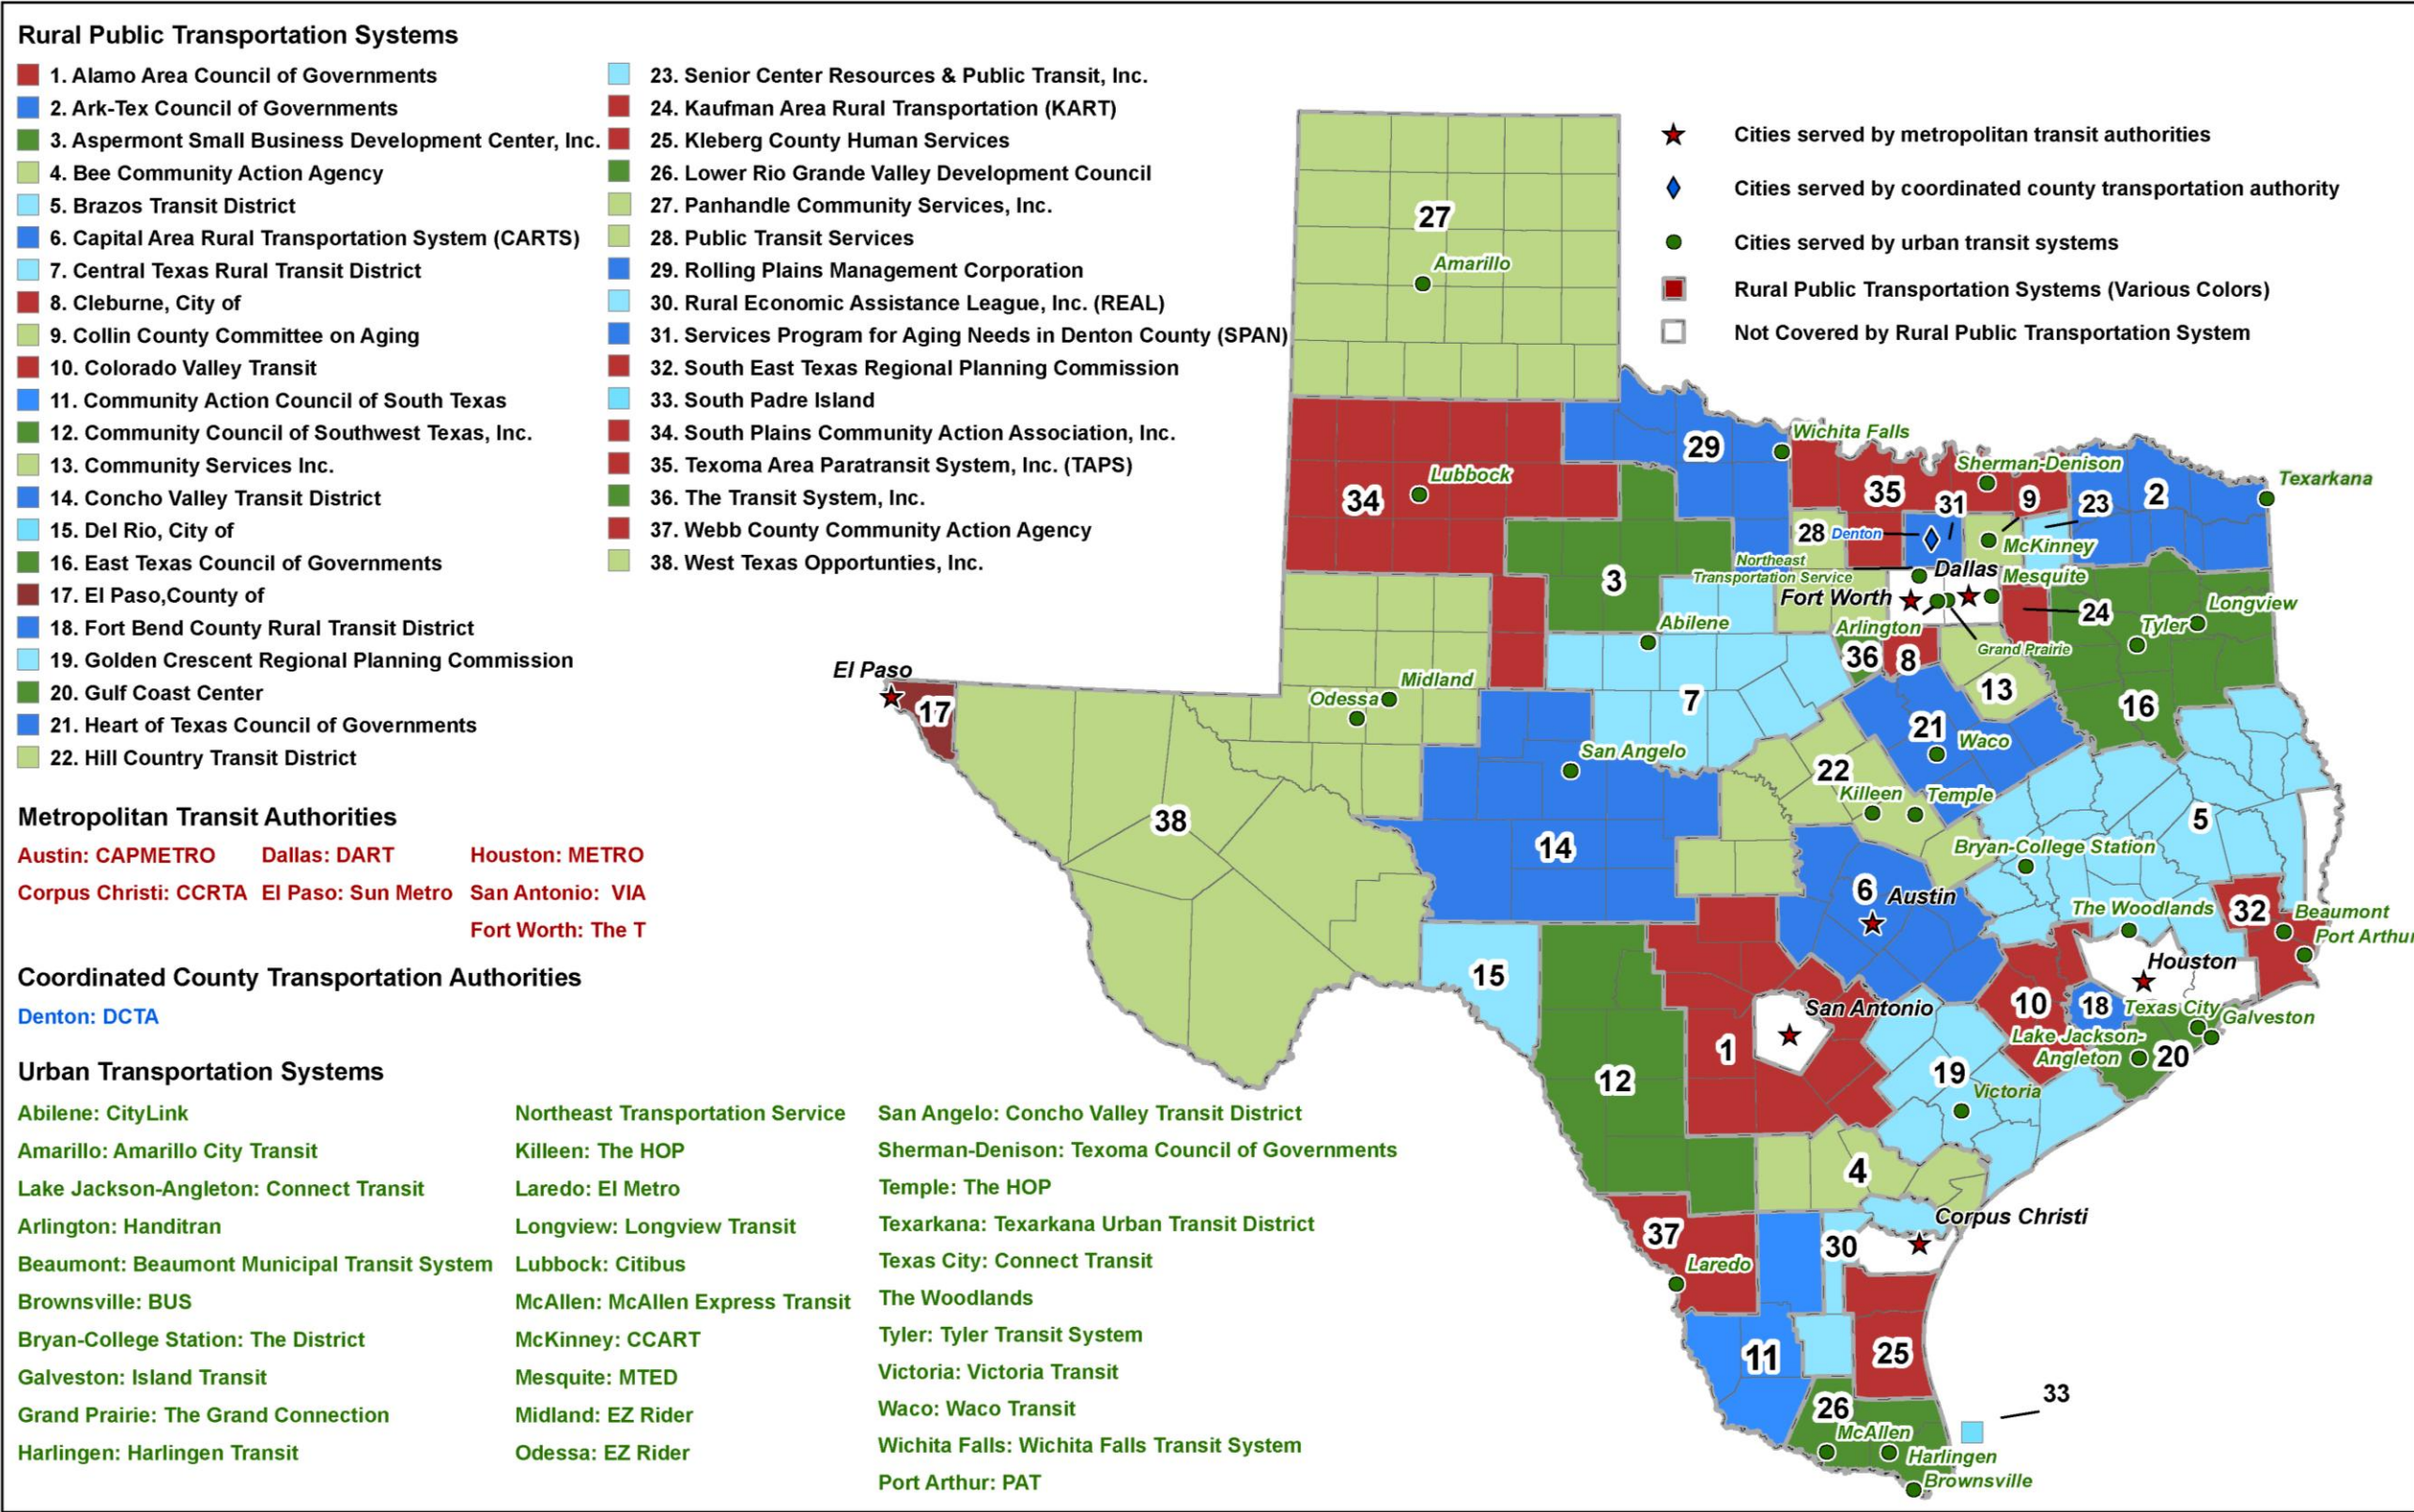 Rural Public Transportation Systems
1. Alamo Area Council of Governments
2. Ark-Tex Council of Governments
3. Aspermont Small Business Development Center, Inc.
4. Bee Community Action Agency
5. Brazos Transit District
6. Capital Area Rural Transportation System (CARTS)
7. Central Texas Rural Transit District
8. Cleburne, City of
9. Collin County Committee on Aging
10. Colorado Valley Transit
11. Community Action Council of South Texas
12. Community Council of Southwest Texas, Inc.
13. Community Services Inc.
14. Concho Valley Transit District
15. Del Rio, City of
16. East Texas Council of Governments
17. El Paso,County of
18. Fort Bend County Rural Transit District
19. Golden Crescent Regional Planning Commission
20. Gulf Coast Center
21. Heart of Texas Council of Governments
22. Hill Country Transit District
23. Senior Center Resources & Public Transit, Inc.
24. Kaufman Area Rural Transportation (KART)
25. Kleberg County Human Services
26. Lower Rio Grande Valley Development Council
27. Panhandle Community Services, Inc.
28. Public Transit Services
29. Rolling Plains Management Corporation
30. Rural Economic Assistance League, Inc. (REAL)
31. Services Program for Aging Needs in Denton County (SPAN)
32. South East Texas Regional Planning Commission
33. South Padre Island
34. South Plains Community Action Association, Inc.
35. Texoma Area Paratransit System, Inc. (TAPS)
36. The Transit System, Inc.
37. Webb County Community Action Agency
38. West Texas Opportunties, Inc.
Metropolitan Transit Authorities
Austin: CAPMETRO
Dallas: DART
Houston: METRO
Corpus Christi: CCRTA
El Paso: Sun Metro
San Antonio: VIA
Fort Worth: The T
Coordinated County Transportation Authorities
Denton: DCTA
Urban Transportation Systems
Abilene: CityLink
Amarillo: Amarillo City Transit
Lake Jackson-Angleton: Connect Transit
Arlington: Handitran
Beaumont: Beaumont Municipal Transit System
Brownsville: BUS
Bryan-College Station: The District
Galveston: Island Transit
Grand Prairie: The Grand Connection
Harlingen: Harlingen Transit
Northeast Transportation Service
Killeen: The HOP
Laredo: El Metro
Longview: Longview Transit
Lubbock: Citibus
McAllen: McAllen Express Transit
McKinney: CCART
Mesquite: MTED
Midland: EZ Rider
Odessa: EZ Rider
San Angelo: Concho Valley Transit District
Sherman-Denison: Texoma Council of Governments
Temple: The HOP
Texarkana: Texarkana Urban Transit District
Texas City: Connect Transit
The Woodlands
Tyler: Tyler Transit System
Victoria: Victoria Transit
Waco: Waco Transit
Wichita Falls: Wichita Falls Transit System
Port Arthur: PAT
Cities served by metropolitan transit authorities
Cities served by coordinated county transportation authority
Cities served by urban transit systems
Rural Public Transportation Systems (Various Colors)
Not Covered by Rural Public Transportation System
27
Amarillo
29
Wichita Falls
34
Lubbock
35
Sherman-Denison
31
9
23
2
Texarkana
28
Denton
McKinney
Northeast
Transportation Service
Dallas
Mesquite
Fort Worth
3
24
Longview
Tyler
Arlington
Grand Prairie
Abilene
36
8
13
16
El Paso
17
Midland
Odessa
7
21
Waco
San Angelo
22
Killeen
Temple
38
14
5
Bryan-College Station
6
Austin
The Woodlands
32
Beaumont
Port Arthur
Houston
15
San Antonio
10
18
Texas City
Galveston
Lake Jackson-
Angleton
20
1
12
19
Victoria
4
Corpus Christi
37
30
Laredo
11
25
33
26
McAllen
Harlingen
Brownsville